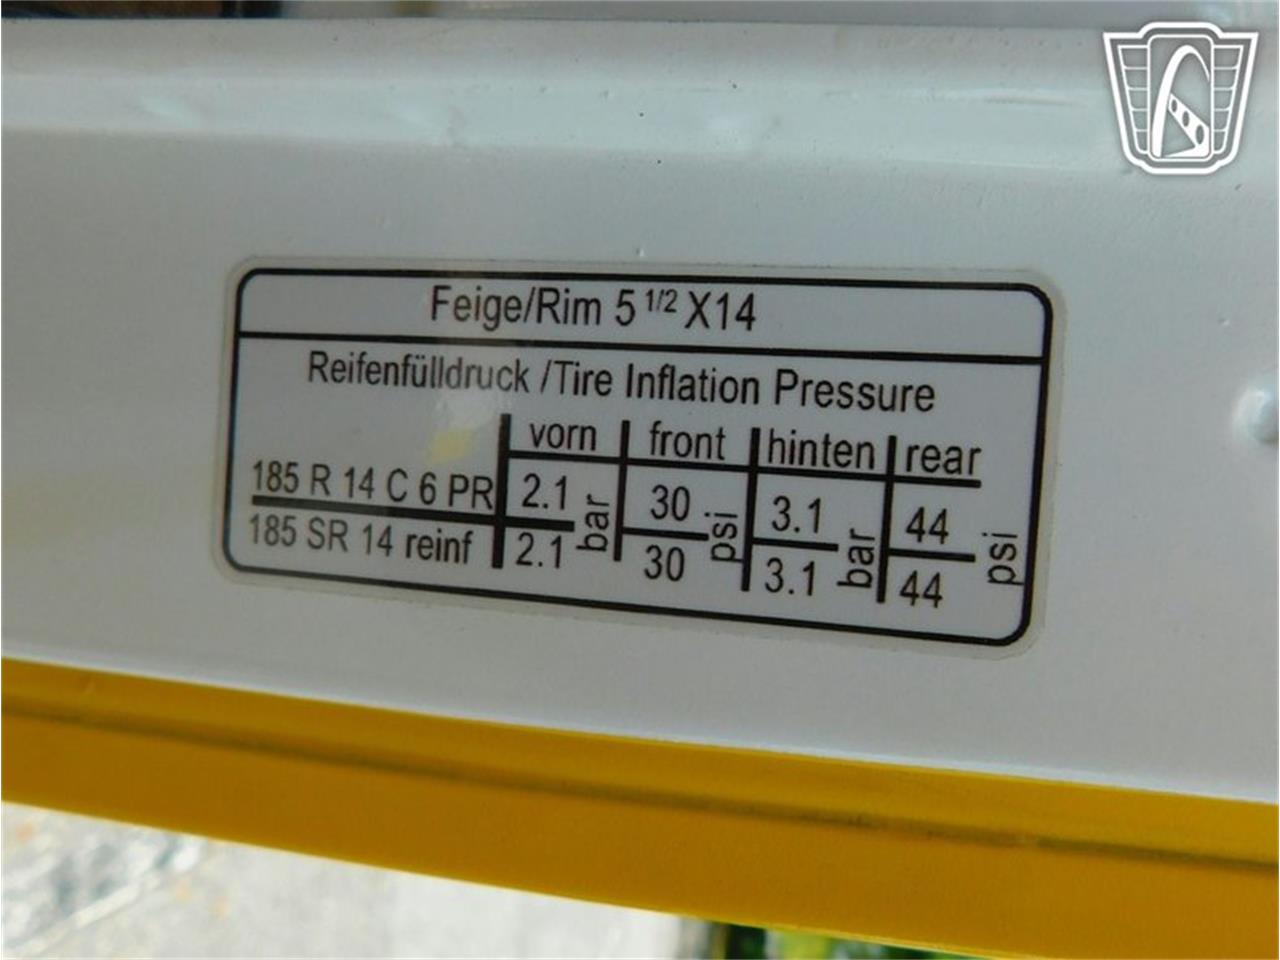 Feige/Rim 5 1/2 X14
Reifenfülldruck /Tire Inflation Pressure
vorn front hinten rear
185 R 14 C 6 PR 2.1 30 3.1 44
bar psi bar psi
185 SR 14 reinf 2.1 30 3.1 44